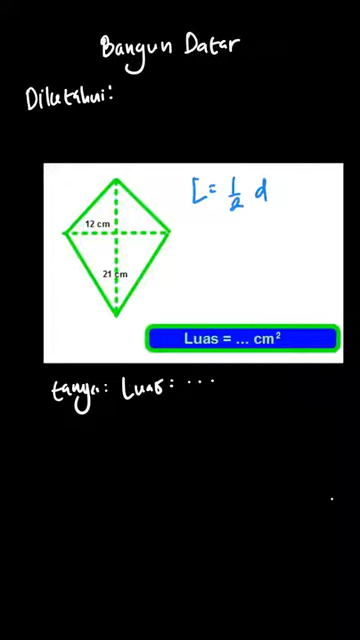 Bangun Datar
Diketahui:
L = 1/2 d
12 cm
21 cm
Luas = ... cm²
tanya: Luas: ...